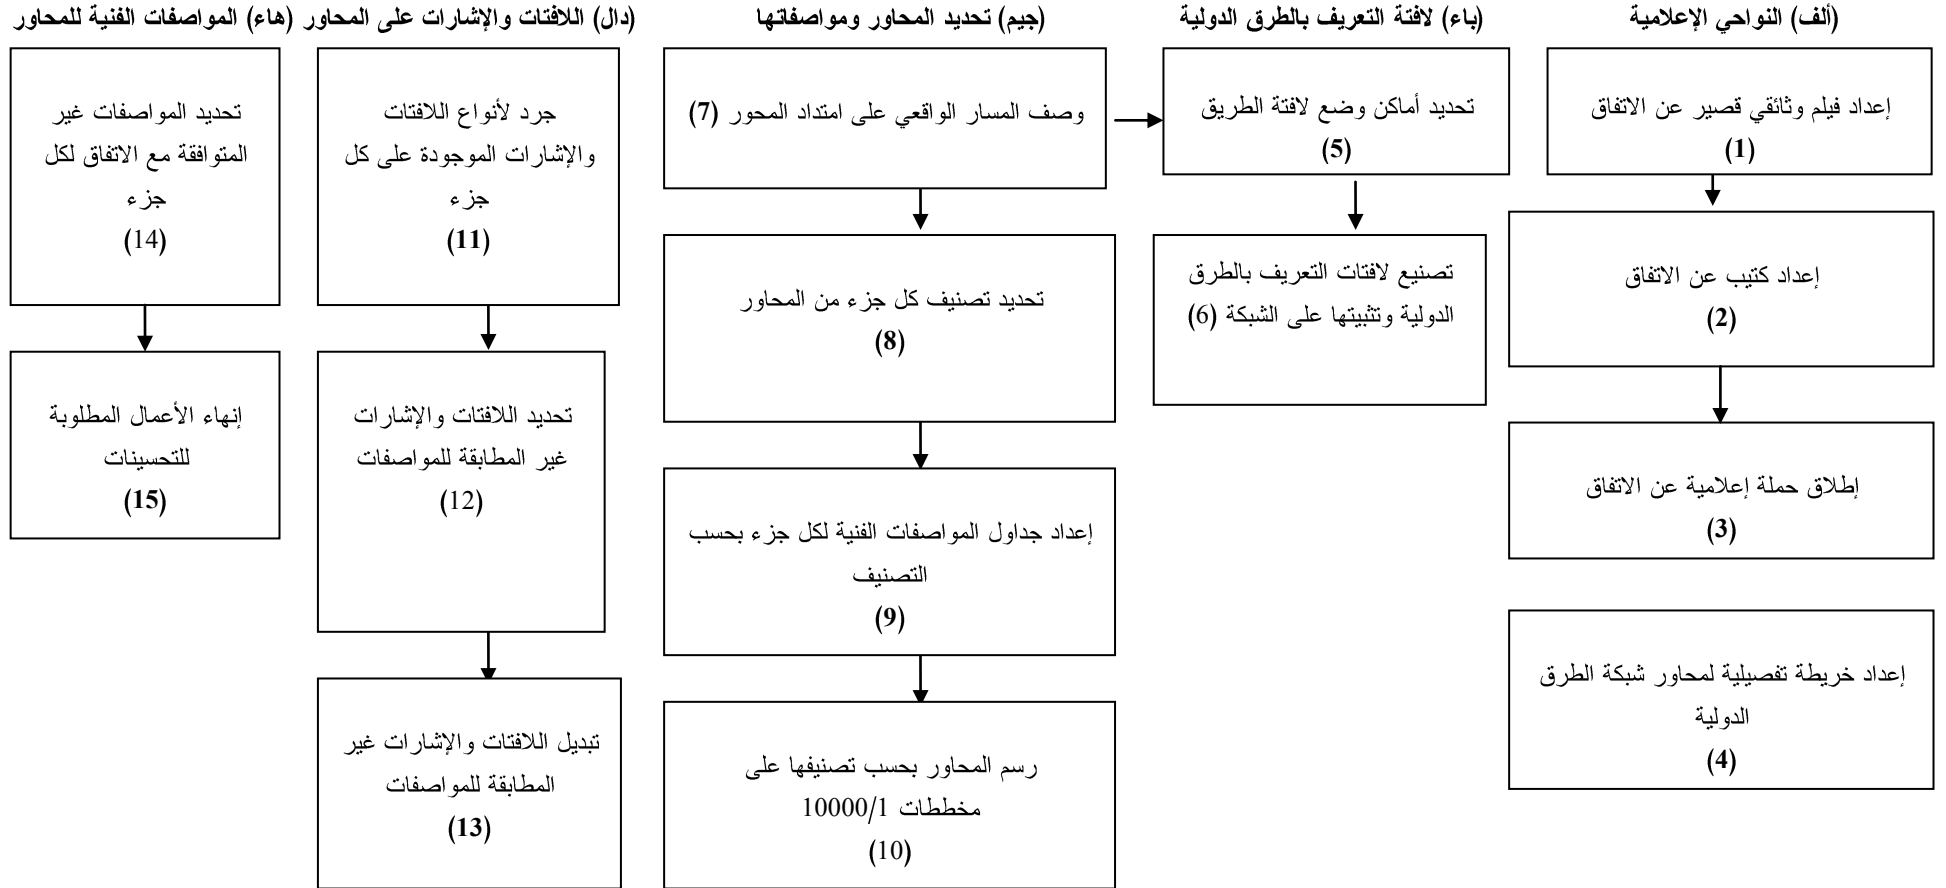 (ألف) النواحي الإعلامية
(باء) لافتة التعريف بالطرق الدولية
(جيم) تحديد المحاور ومواصفاتها
(دال) اللافتات والإشارات على المحاور
(هاء) المواصفات الفنية للمحاور
إعداد فيلم وثائقي قصير عن الاتفاق
(1)
إعداد كتيب عن الاتفاق
(2)
إطلاق حملة إعلامية عن الاتفاق
(3)
إعداد خريطة تفصيلية لمحاور شبكة الطرق
الدولية
(4)
تحديد أماكن وضع لافتة الطريق
(5)
تصنيع لافتات التعريف بالطرق
الدولية وتثبيتها على الشبكة (6)
وصف المسار الواقعي على امتداد المحور (7)
تحديد تصنيف كل جزء من المحاور
(8)
إعداد جداول المواصفات الفنية لكل جزء بحسب
التصنيف
(9)
رسم المحاور بحسب تصنيفها على
مخططات 10000/1
(10)
جرد لأنواع اللافتات
والإشارات الموجودة على كل
جزء
(11)
تحديد اللافتات والإشارات
غير المطابقة للمواصفات
(12)
تبديل اللافتات والإشارات غير
المطابقة للمواصفات
(13)
تحديد المواصفات غير
المتوافقة مع الاتفاق لكل
جزء
(14)
إنهاء الأعمال المطلوبة
للتحسينات
(15)